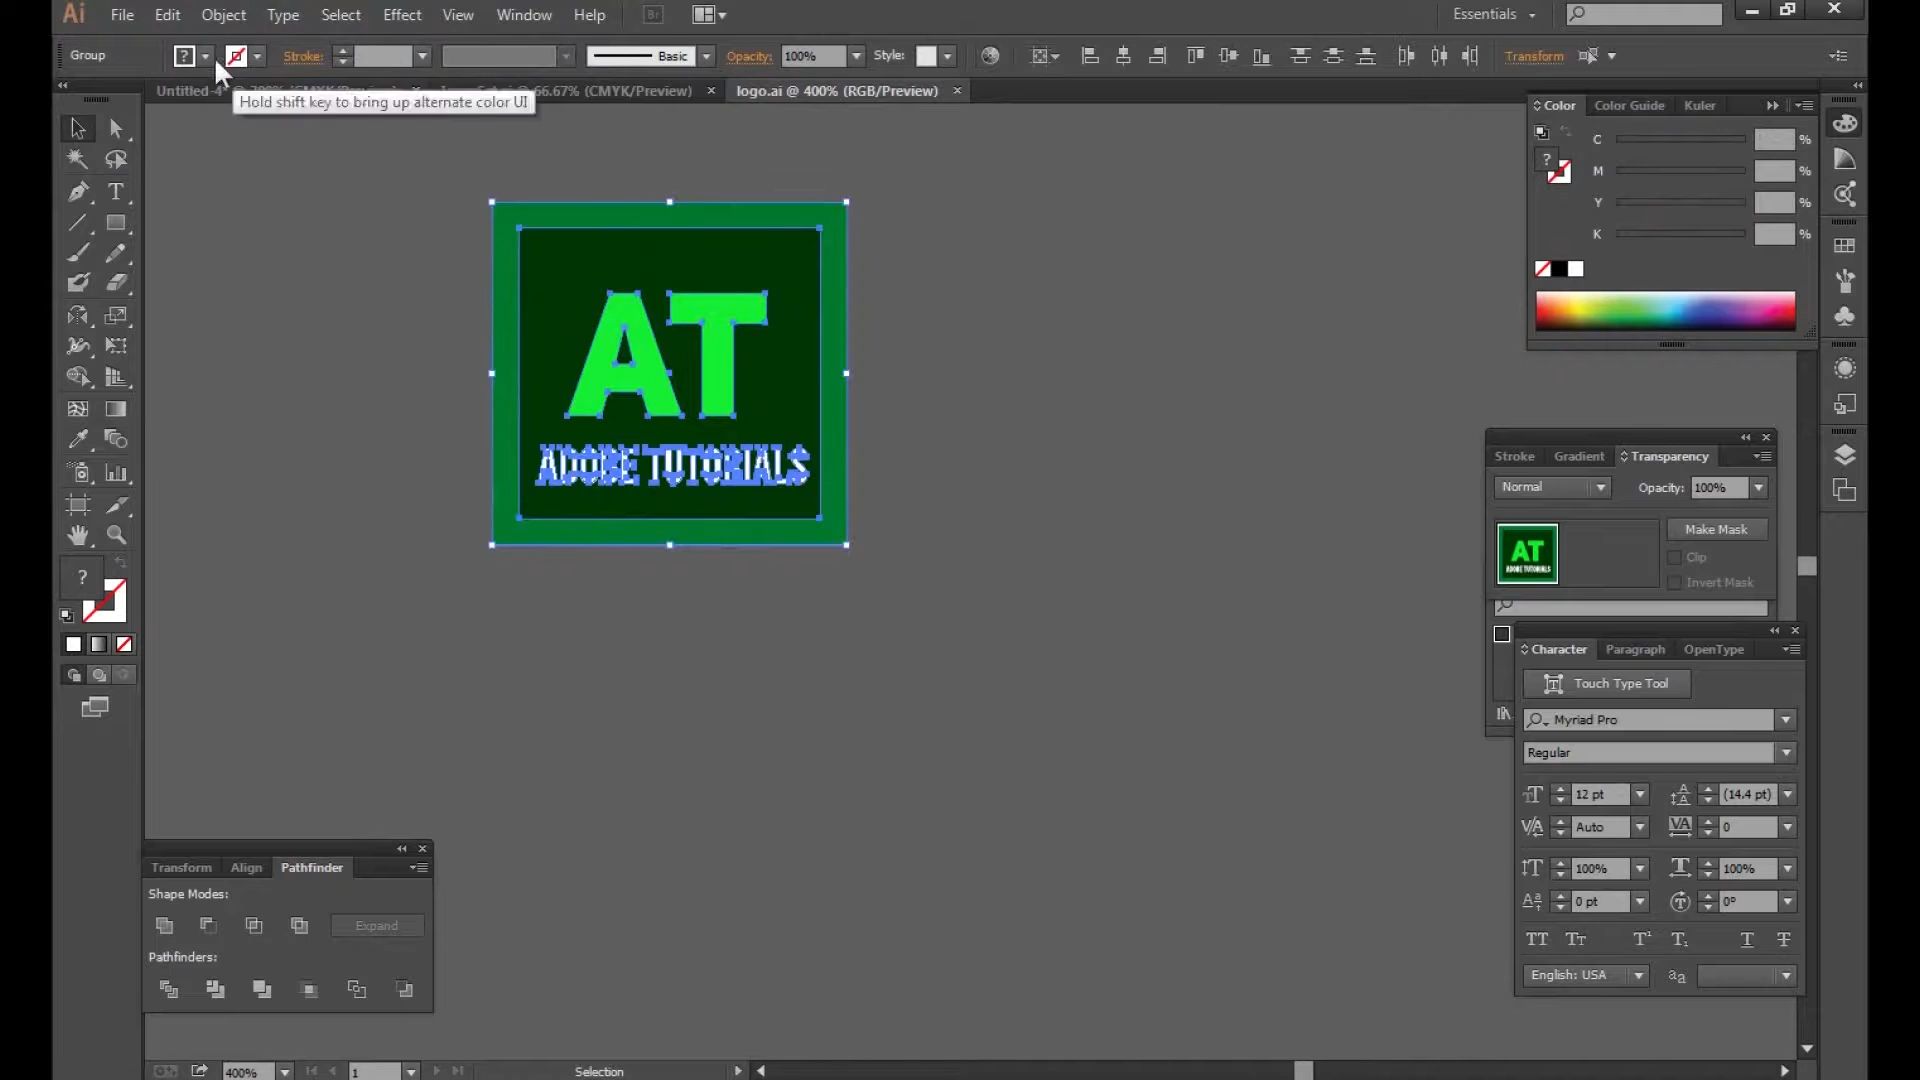 Ai File Edit Object Type Select Effect View Window Help Br Essentials
Group ? Stroke: Basic Opacity: 100% Style: Transform
Untitled-4 66.67% (CMYK/Preview) × logo.ai @ 400% (RGB/Preview) ×
Hold shift key to bring up alternate color UI
Color Color Guide Kuler
C %
? M %
Y %
K %
AT
ADOBE TUTORIALS
Stroke Gradient Transparency
Normal Opacity: 100%
Make Mask
AT
ADOBE TUTORIALS
Clip
Invert Mask
?
Character Paragraph OpenType
Touch Type Tool
Myriad Pro
Regular
12 pt (14.4 pt)
Auto 0
100% 100%
0 pt 0°
English: USA
Transform Align Pathfinder
Shape Modes:
Expand
Pathfinders:
400% 1 Selection